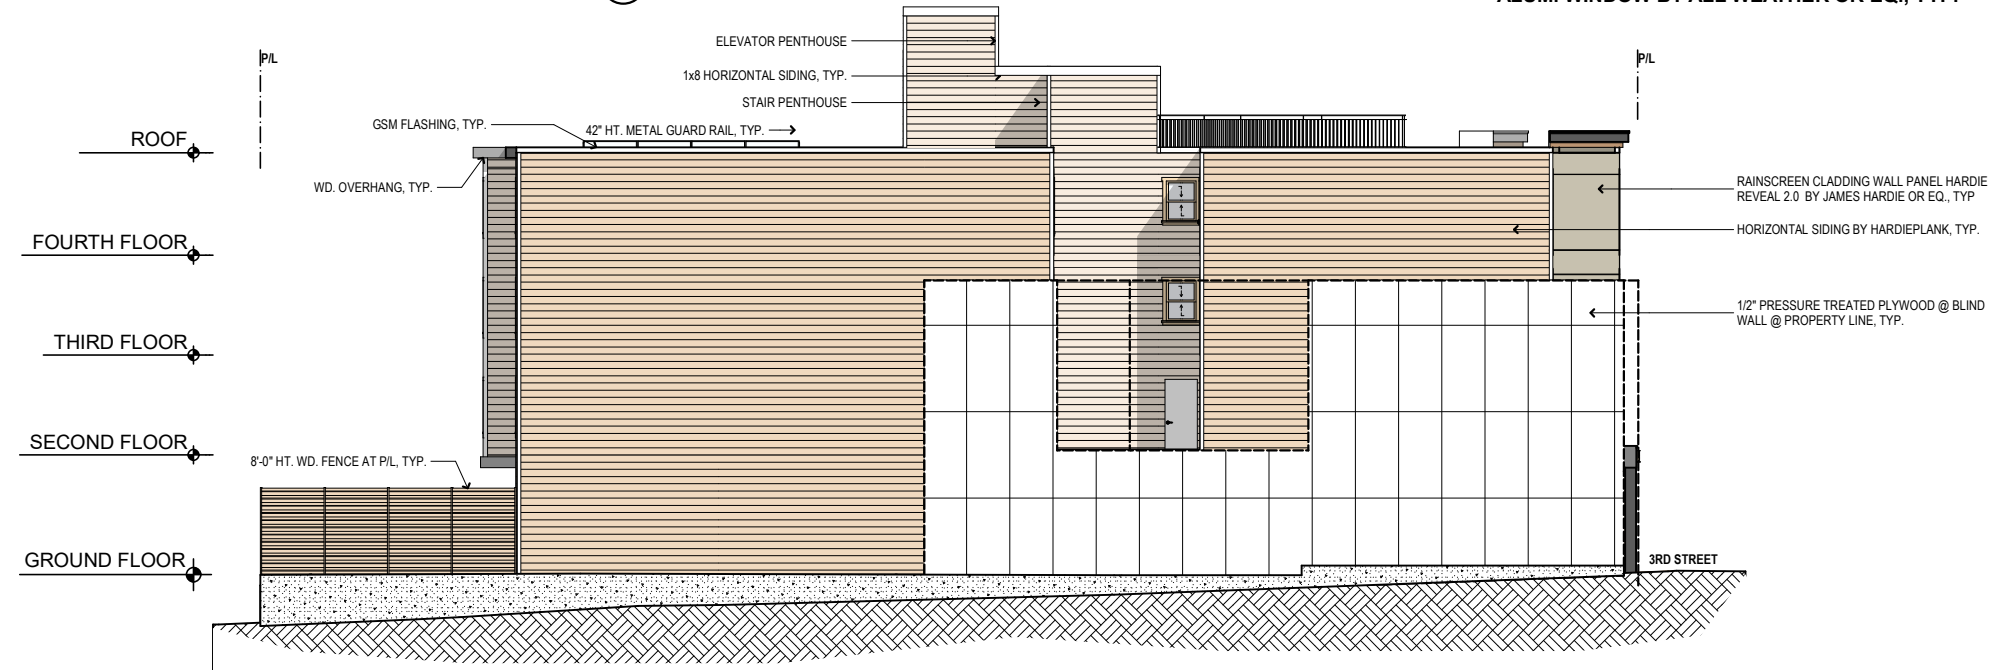 ALUM. WINDOW BY ALL WEATHER OR EQ., TYP.
P/L
ELEVATOR PENTHOUSE
1x8 HORIZONTAL SIDING, TYP.
STAIR PENTHOUSE
P/L
GSM FLASHING, TYP.
42" HT. METAL GUARD RAIL, TYP.
ROOF
WD. OVERHANG, TYP.
RAINSCREEN CLADDING WALL PANEL HARDIE
REVEAL 2.0 BY JAMES HARDIE OR EQ., TYP
HORIZONTAL SIDING BY HARDIEPLANK, TYP.
FOURTH FLOOR
1/2" PRESSURE TREATED PLYWOOD @ BLIND
WALL @ PROPERTY LINE, TYP.
THIRD FLOOR
SECOND FLOOR
8'-0" HT. WD. FENCE AT P/L, TYP.
GROUND FLOOR
3RD STREET